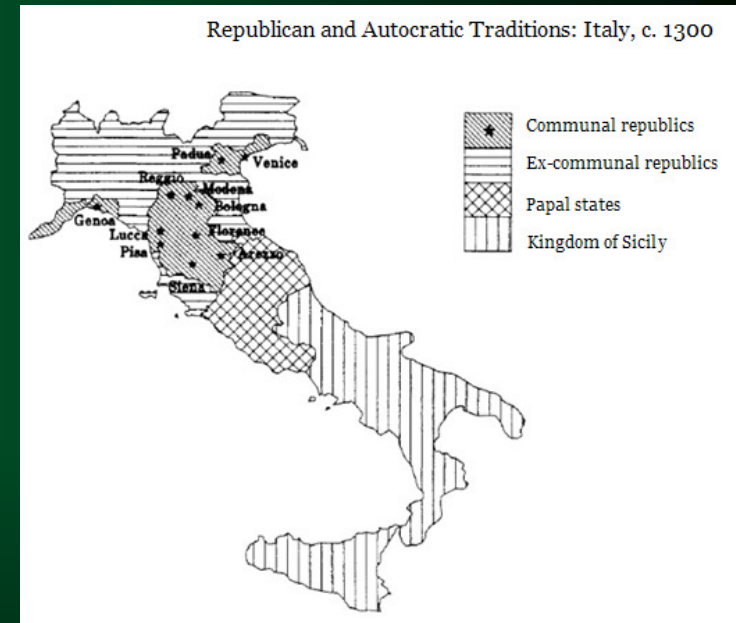 Republican and Autocratic Traditions: Italy, c. 1300
Communal republics
Ex-communal republics
Papal states
Kingdom of Sicily
Padua
Venice
Reggio
Modena
Bologna
Genoa
Lucca
Florence
Pisa
Arezzo
Siena